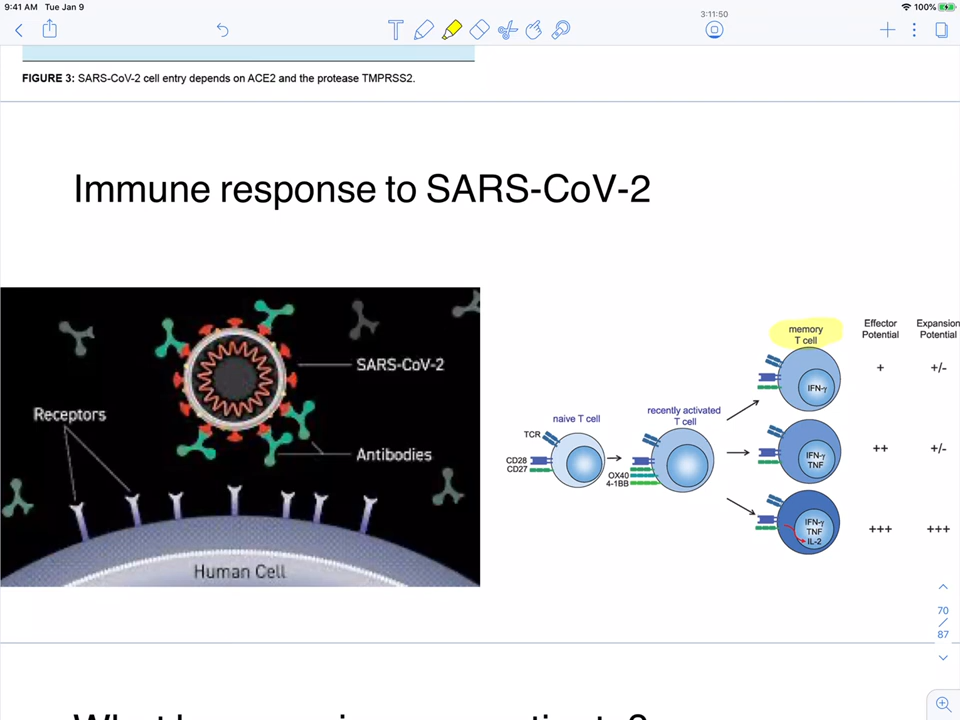 9:41 AM Tue Jan 9
100%
3:11:50
FIGURE 3: SARS-CoV-2 cell entry depends on ACE2 and the protease TMPRSS2.
Immune response to SARS-CoV-2
SARS-CoV-2
Receptors
Antibodies
Human Cell
naive T cell
TCR
CD28
CD27
recently activated
T cell
OX40
4-1BB
memory
T cell
Effector
Potential
Expansion
Potential
IFN-γ
+
+/-
IFN-γ
TNF
++
+/-
IFN-γ
TNF
IL-2
+++
+++
70
/
87